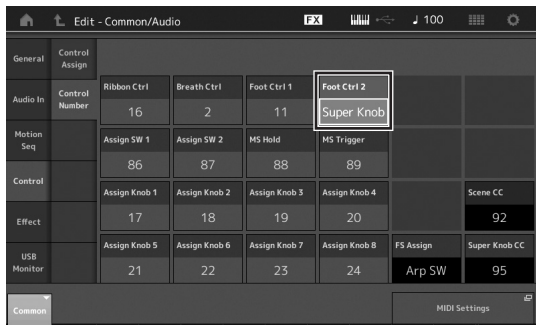 Edit - Common/Audio
FX
♩ 100
General
Control Assign
Audio In
Control Number
Motion Seq
Control
Effect
USB Monitor
Common
Ribbon Ctrl
16
Breath Ctrl
2
Foot Ctrl 1
11
Foot Ctrl 2
Super Knob
Assign SW 1
86
Assign SW 2
87
MS Hold
88
MS Trigger
89
Assign Knob 1
17
Assign Knob 2
18
Assign Knob 3
19
Assign Knob 4
20
Scene CC
92
Assign Knob 5
21
Assign Knob 6
22
Assign Knob 7
23
Assign Knob 8
24
FS Assign
Arp SW
Super Knob CC
95
MIDI Settings